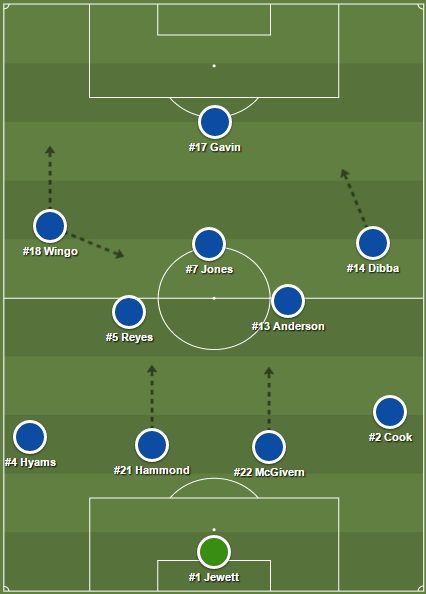 #17 Gavin
#18 Wingo
#7 Jones
#14 Dibba
#5 Reyes
#13 Anderson
#2 Cook
#4 Hyams
#21 Hammond
#22 McGivern
#1 Jewett